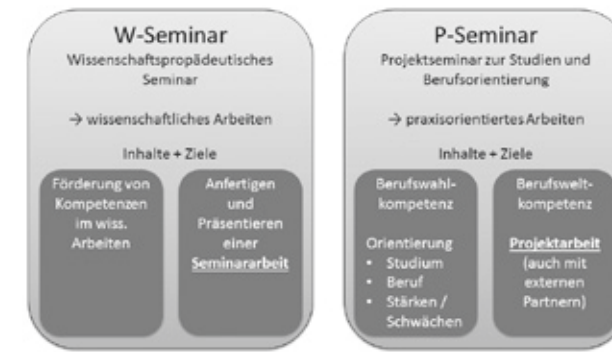 W-Seminar
Wissenschaftspropädeutisches
Seminar
→ wissenschaftliches Arbeiten
Inhalte + Ziele
Förderung von
Kompetenzen
im wiss.
Arbeiten
Anfertigen
und
Präsentieren
einer
Seminararbeit
P-Seminar
Projektseminar zur Studien und
Berufsorientierung
→ praxisorientiertes Arbeiten
Inhalte + Ziele
Berufswahl-
kompetenz
Orientierung
• Studium
• Beruf
• Stärken /
Schwächen
Berufswelt-
kompetenz
Projektarbeit
(auch mit
externen
Partnern)